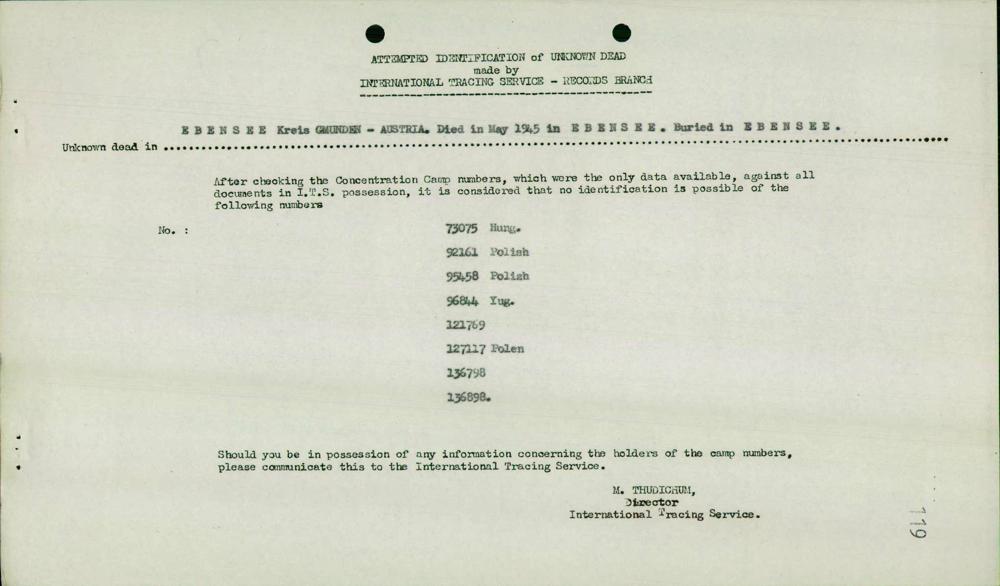 ATTEMPTED IDENTIFICATION of UNKNOWN DEAD
made by
INTERNATIONAL TRACING SERVICE - RECORDS BRANCH
E B E N S E E Kreis GMUNDEN - AUSTRIA. Died in May 1945 in E B E N S E E. Buried in E B E N S E E.
Unknown dead in ................................................................
After checking the Concentration Camp numbers, which were the only data available, against all
documents in I.T.S. possession, it is considered that no identification is possible of the
following numbers
No. :
73075 Hung.
92161 Polish
95458 Polish
96844 Yug.
121769
127117 Polen
136798
136898.
Should you be in possession of any information concerning the holders of the camp numbers,
please communicate this to the International Tracing Service.
M. THUDICHUM,
Director
International Tracing Service.
119